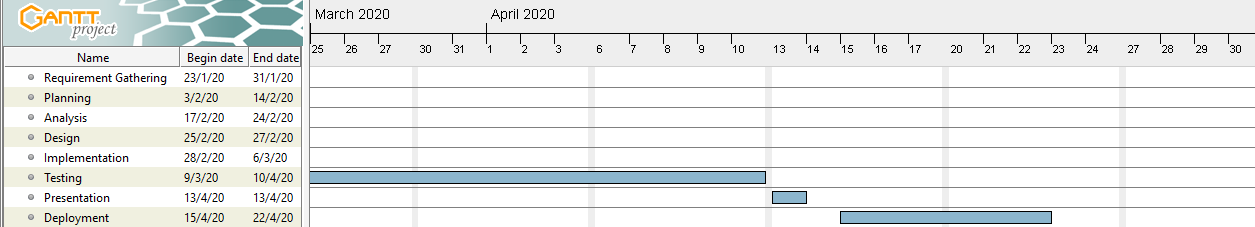 GANTT
project
March 2020 April 2020
25 26 27 30 31 1 2 3 6 7 8 9 10 13 14 15 16 17 20 21 22 23 24 27 28 29 30
Name Begin date End date
Requirement Gathering 23/1/20 31/1/20
Planning 3/2/20 14/2/20
Analysis 17/2/20 24/2/20
Design 25/2/20 27/2/20
Implementation 28/2/20 6/3/20
Testing 9/3/20 10/4/20
Presentation 13/4/20 13/4/20
Deployment 15/4/20 22/4/20